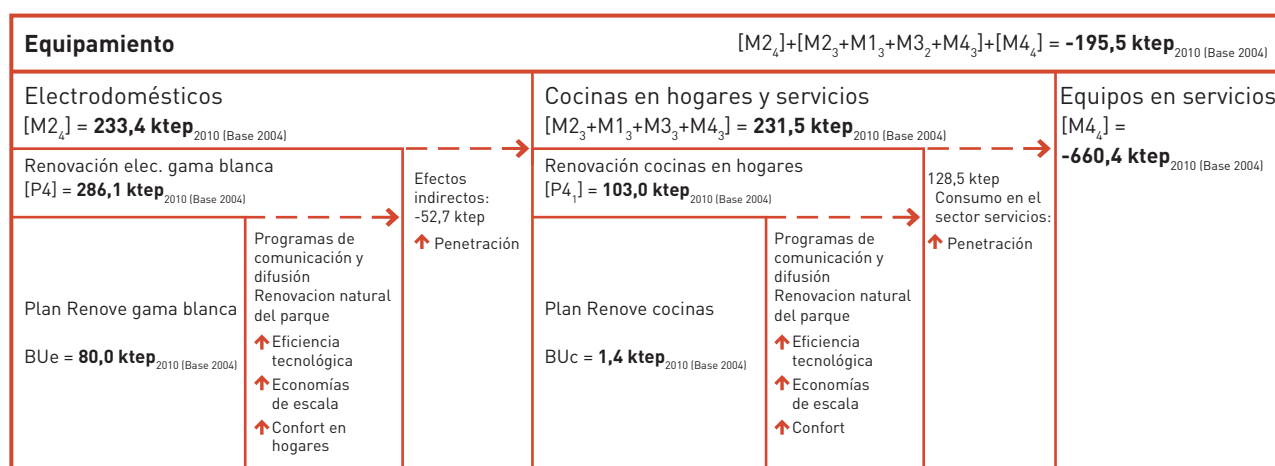 Equipamiento
[M2₄]+[M2₃+M1₃+M3₂+M4₃]+[M4₄] = -195,5 ktep2010 (Base 2004)
Electrodomésticos
[M2₄] = 233,4 ktep2010 (Base 2004)
Renovación elec. gama blanca
[P4] = 286,1 ktep2010 (Base 2004)
Plan Renove gama blanca
BUe = 80,0 ktep2010 (Base 2004)
Programas de
comunicación y
difusión
Renovacion natural
del parque
↑ Eficiencia
tecnológica
↑ Economías
de escala
↑ Confort en
hogares
Efectos
indirectos:
-52,7 ktep
↑ Penetración
Cocinas en hogares y servicios
[M2₃+M1₃+M3₃+M4₃] = 231,5 ktep2010 (Base 2004)
Renovación cocinas en hogares
[P4₁] = 103,0 ktep2010 (Base 2004)
Plan Renove cocinas
BUc = 1,4 ktep2010 (Base 2004)
Programas de
comunicación y
difusión
Renovacion natural
del parque
↑ Eficiencia
tecnológica
↑ Economías
de escala
↑ Confort
128,5 ktep
Consumo en el
sector servicios:
↑ Penetración
Equipos en servicios
[M4₄] =
-660,4 ktep2010 (Base 2004)